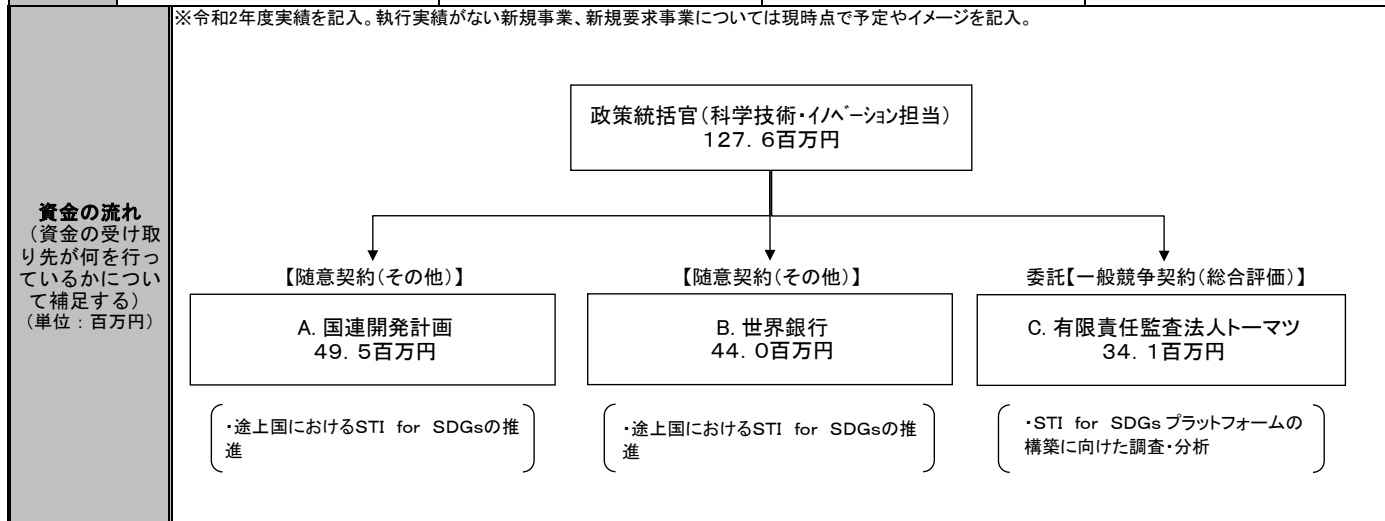 ※令和2年度実績を記入。執行実績がない新規事業、新規要求事業については現時点で予定やイメージを記入。
資金の流れ
（資金の受け取
り先が何を行っ
ているかについ
て補足する）
（単位：百万円）
政策統括官（科学技術・イノベーション担当）
127．6百万円
【随意契約（その他）】
A. 国連開発計画
49．5百万円
・途上国におけるSTI for SDGsの推
進
【随意契約（その他）】
B. 世界銀行
44．0百万円
・途上国におけるSTI for SDGsの推
進
委託【一般競争契約（総合評価）】
C. 有限責任監査法人トーマツ
34．1百万円
・STI for SDGs プラットフォームの
構築に向けた調査・分析